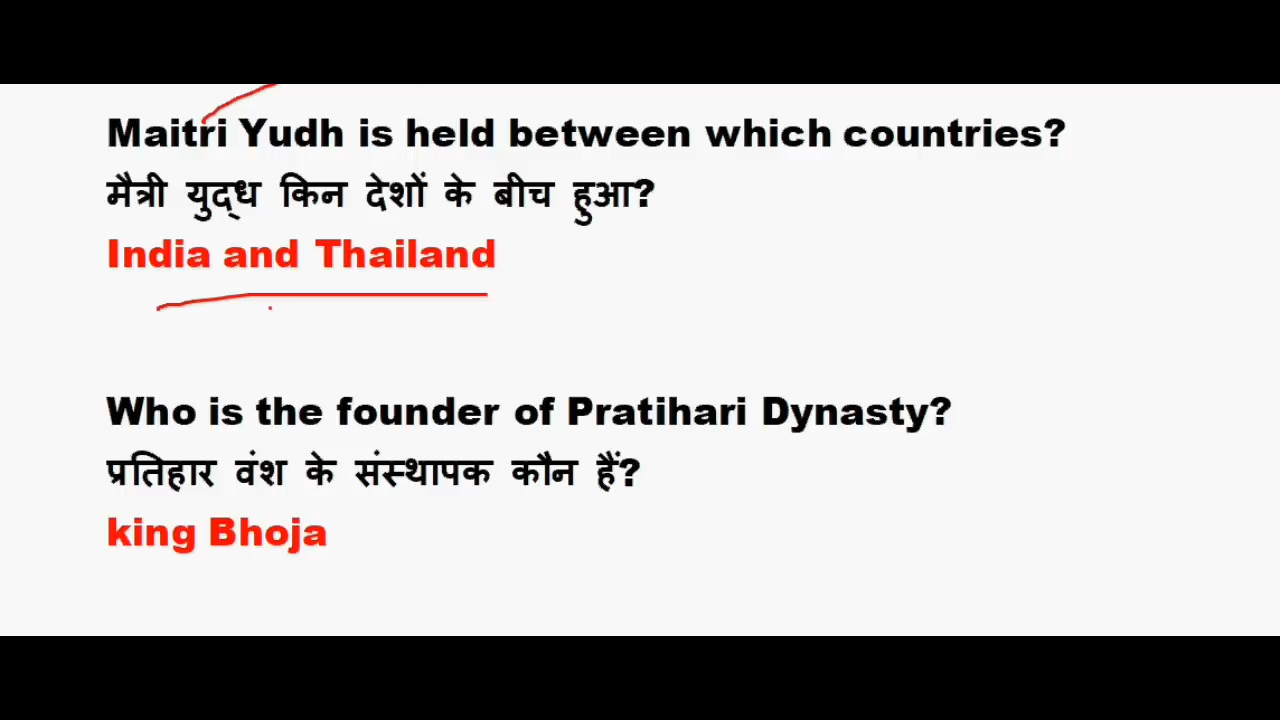 Maitri Yudh is held between which countries?
मैत्री युद्ध किन देशों के बीच हुआ?
India and Thailand
Who is the founder of Pratihari Dynasty?
प्रतिहार वंश के संस्थापक कौन हैं?
king Bhoja